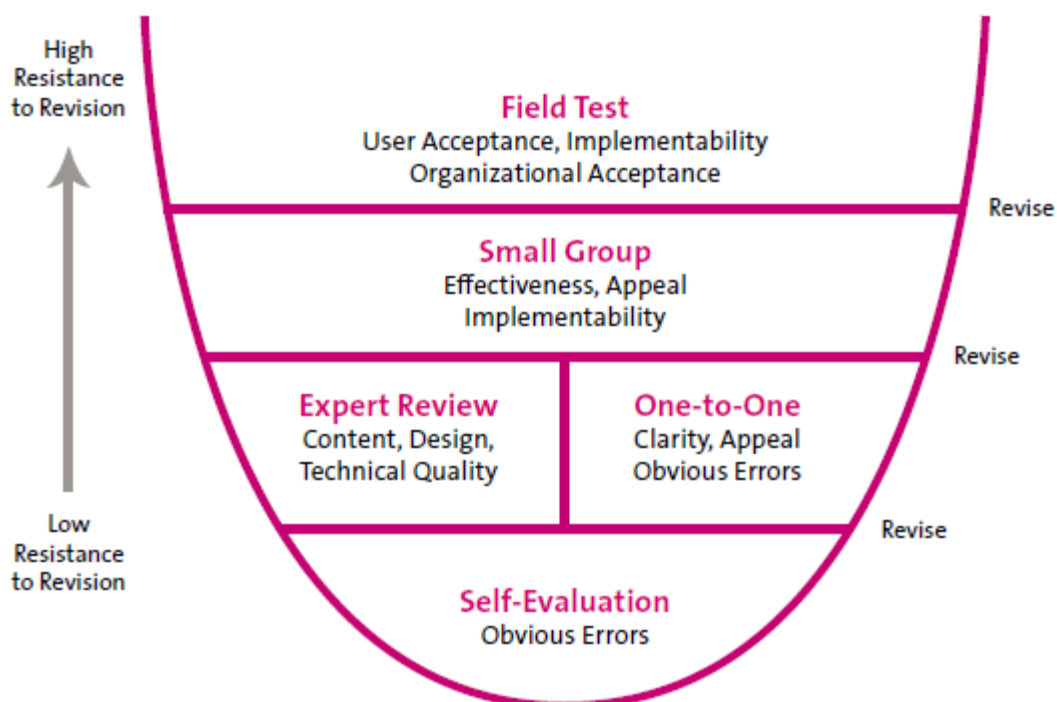 High
Resistance
to Revision
Field Test
User Acceptance, Implementability
Organizational Acceptance
Revise
Small Group
Effectiveness, Appeal
Implementability
Revise
Expert Review
Content, Design,
Technical Quality
One-to-One
Clarity, Appeal
Obvious Errors
Low
Resistance
to Revision
Revise
Self-Evaluation
Obvious Errors